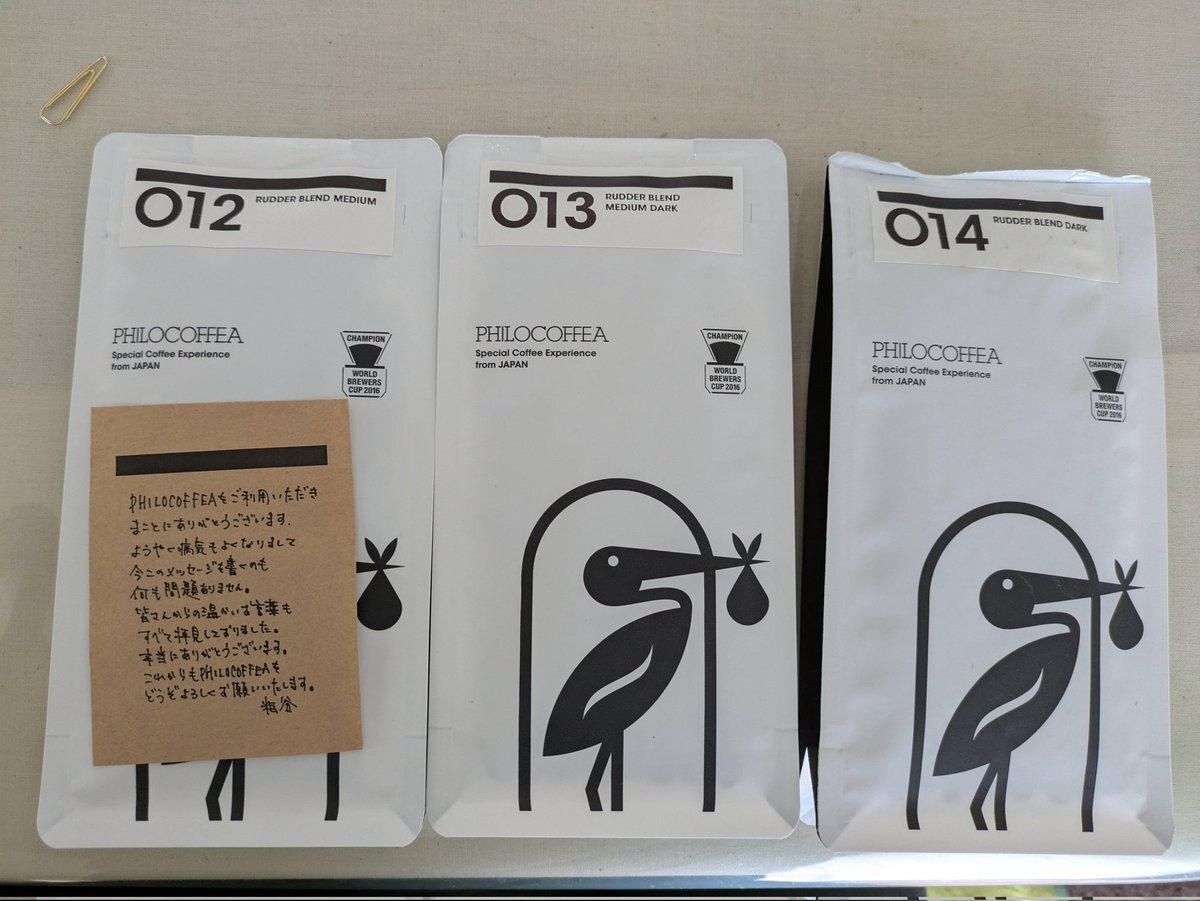 012
RUDDER BLEND MEDIUM
PHILOCOFFEA
Special Coffee Experience
from JAPAN
CHAMPION
WORLD
BREWERS
CUP 2016
PHILOCOFFEAをご利用いただき
まことにありがとうございます.
ようやく病気もよくなりまして
今このメッセージを書くのも
何も問題ありません。
皆さんからの温かいお言葉も
すべて拝見しておりました。
本当にありがとうございます。
これからもPHILOCOFFEAを
どうぞよろしくお願いいたします。
粕谷
013
RUDDER BLEND
MEDIUM DARK
PHILOCOFFEA
Special Coffee Experience
from JAPAN
CHAMPION
WORLD
BREWERS
CUP 2016
014
RUDDER BLEND DARK
PHILOCOFFEA
Special Coffee Experience
from JAPAN
CHAMPION
WORLD
BREWERS
CUP 2016